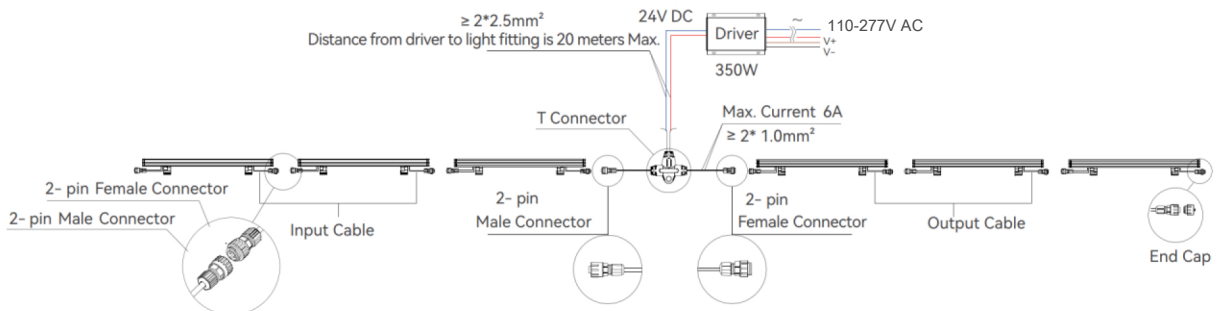 ≥ 2*2.5mm²
Distance from driver to light fitting is 20 meters Max.
24V DC
Driver
350W
~
110-277V AC
V+
V-
T Connector
Max. Current 6A
≥ 2* 1.0mm²
2- pin Female Connector
2- pin Male Connector
Input Cable
2- pin
Male Connector
2- pin
Female Connector
Output Cable
End Cap